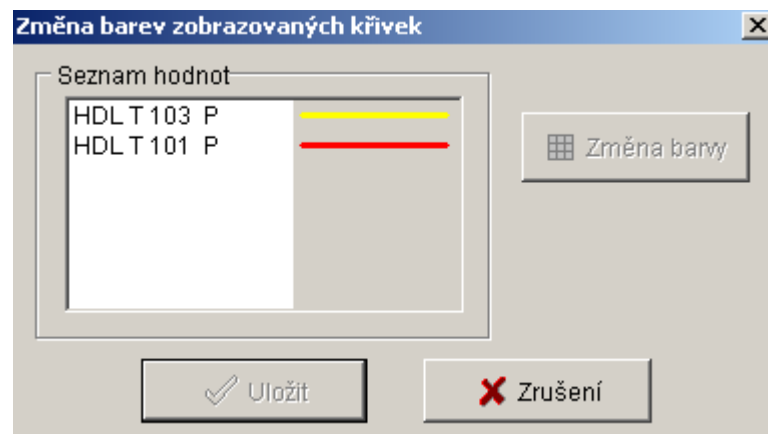 Změna barev zobrazovaných křivek
Seznam hodnot
HDL T 103 P
HDL T 101 P
Změna barvy
Uložit
Zrušení